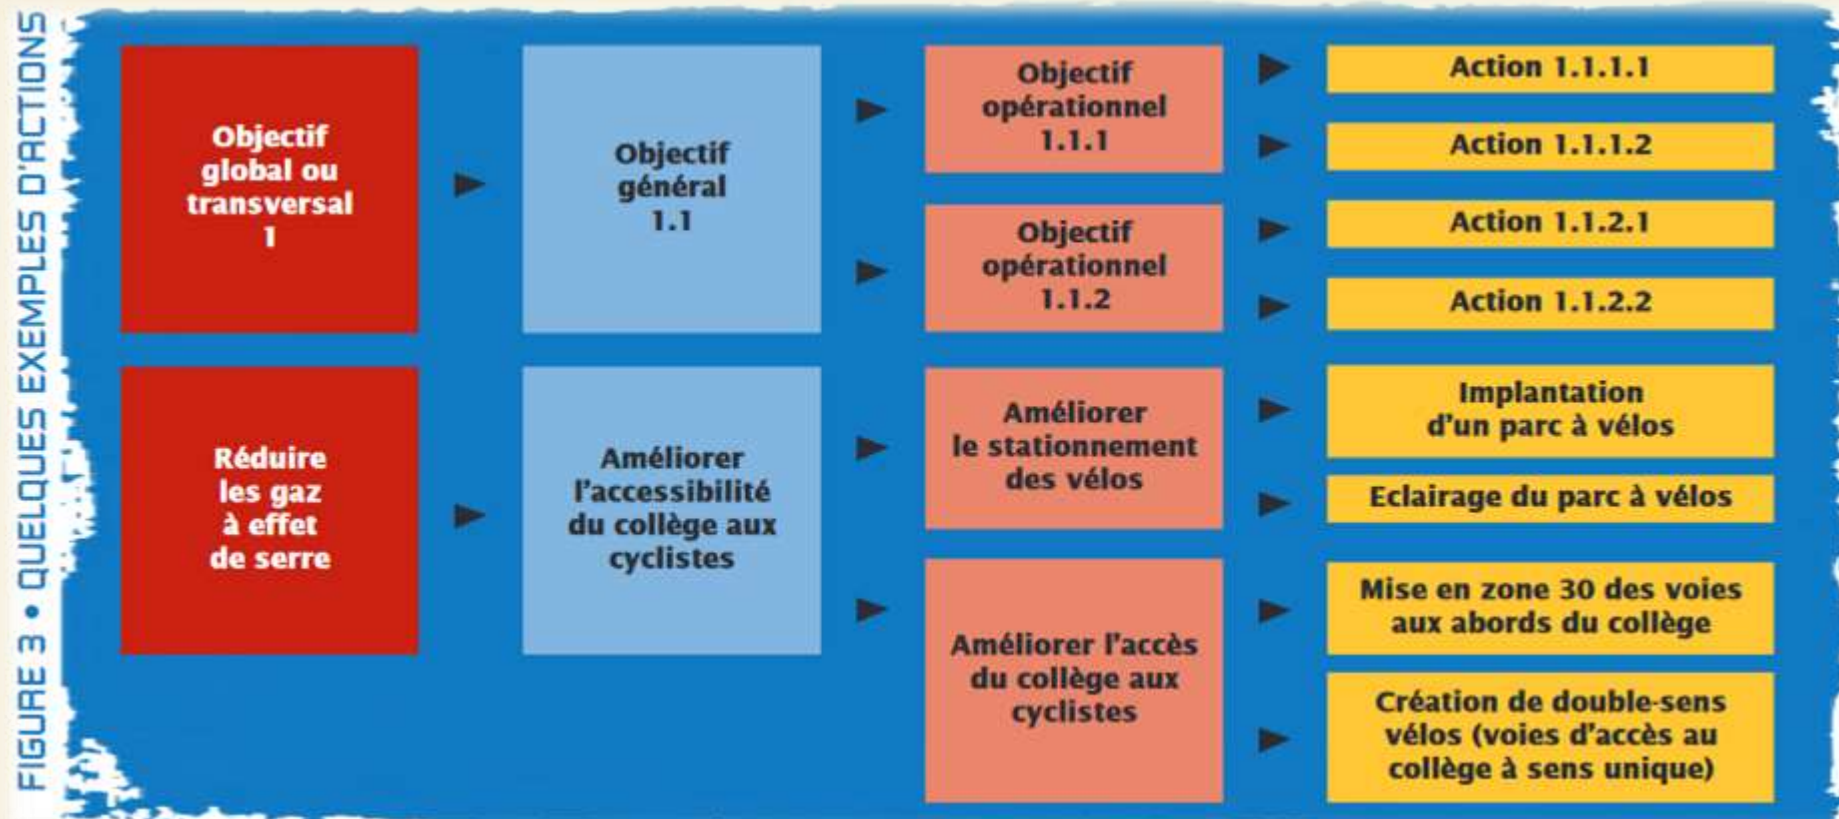 FIGURE 3 • QUELQUES EXEMPLES D'ACTIONS
Objectif
global ou
transversal
1
Objectif
général
1.1
Objectif
opérationnel
1.1.1
Action 1.1.1.1
Action 1.1.1.2
Objectif
opérationnel
1.1.2
Action 1.1.2.1
Action 1.1.2.2
Réduire
les gaz
à effet
de serre
Améliorer
l'accessibilité
du collège aux
cyclistes
Améliorer
le stationnement
des vélos
Implantation
d'un parc à vélos
Eclairage du parc à vélos
Améliorer l'accès
du collège aux
cyclistes
Mise en zone 30 des voies
aux abords du collège
Création de double-sens
vélos (voies d'accès au
collège à sens unique)